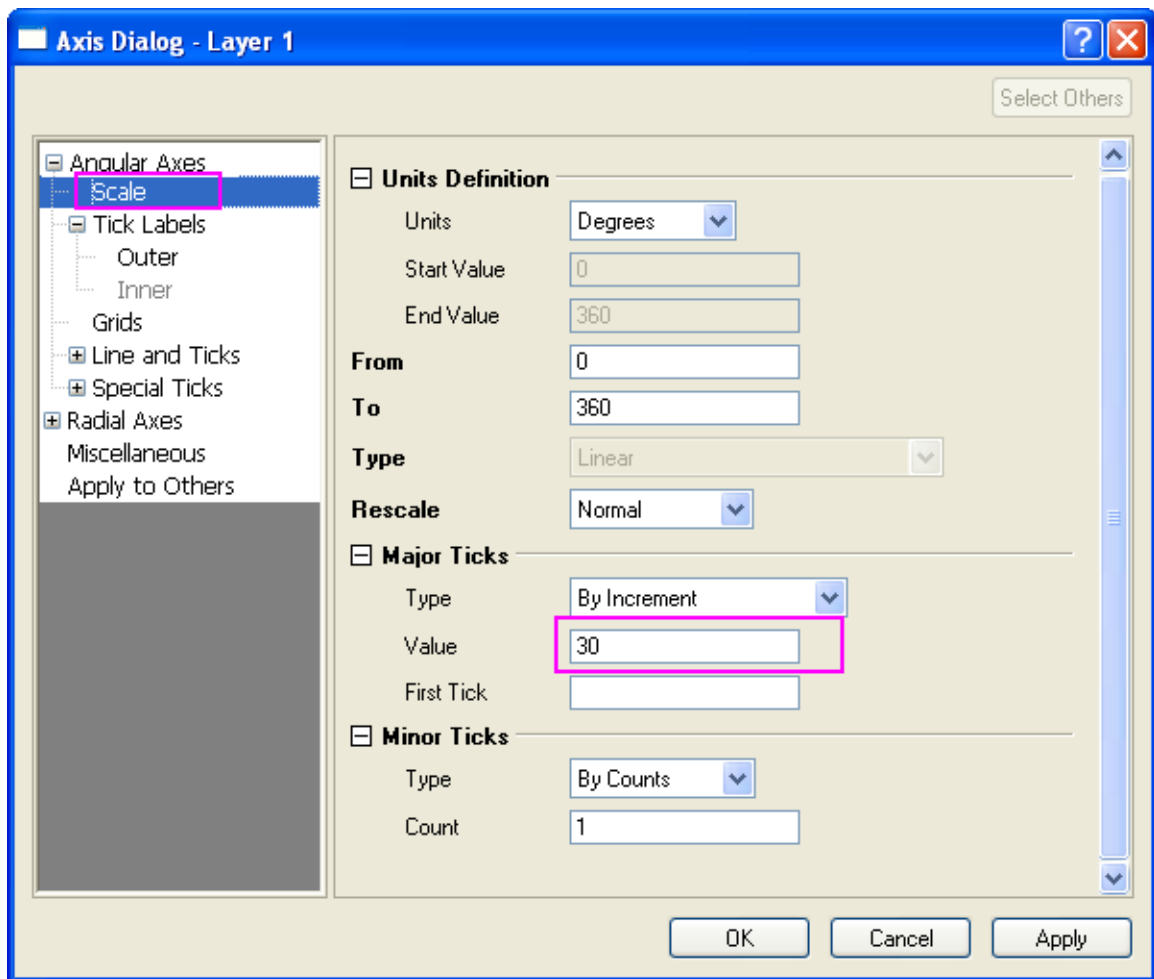 Axis Dialog - Layer 1
Select Others
Angular Axes
Scale
Tick Labels
Outer
Inner
Grids
Line and Ticks
Special Ticks
Radial Axes
Miscellaneous
Apply to Others
Units Definition
Units Degrees
Start Value 0
End Value 360
From 0
To 360
Type Linear
Rescale Normal
Major Ticks
Type By Increment
Value 30
First Tick
Minor Ticks
Type By Counts
Count 1
OK Cancel Apply